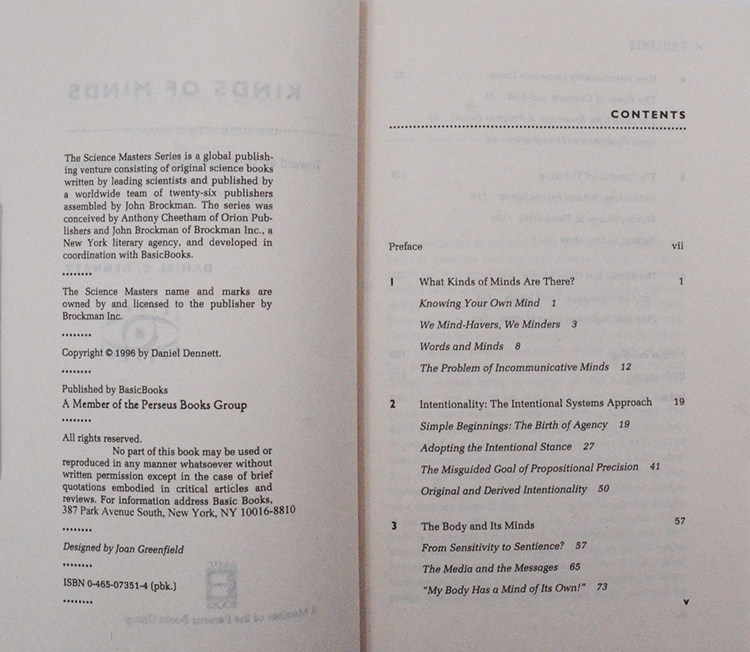 KINDS OF MINDS
The Science Masters Series is a global publish-
ing venture consisting of original science books
written by leading scientists and published by
a worldwide team of twenty-six publishers
assembled by John Brockman. The series was
conceived by Anthony Cheetham of Orion Pub-
lishers and John Brockman of Brockman Inc., a
New York literary agency, and developed in
coordination with BasicBooks.
The Science Masters name and marks are
owned by and licensed to the publisher by
Brockman Inc.
Copyright © 1996 by Daniel Dennett.
Published by BasicBooks
A Member of the Perseus Books Group
All rights reserved.
No part of this book may be used or
reproduced in any manner whatsoever without
written permission except in the case of brief
quotations embodied in critical articles and
reviews. For information address Basic Books,
387 Park Avenue South, New York, NY 10016-8810
Designed by Joan Greenfield
ISBN 0-465-07351-4 (pbk.)
A Member of the Perseus Books Group
CONTENTS
Preface vii
1 What Kinds of Minds Are There? 1
Knowing Your Own Mind 1
We Mind-Havers, We Minders 3
Words and Minds 8
The Problem of Incommunicative Minds 12
2 Intentionality: The Intentional Systems Approach 19
Simple Beginnings: The Birth of Agency 19
Adopting the Intentional Stance 27
The Misguided Goal of Propositional Precision 41
Original and Derived Intentionality 50
3 The Body and Its Minds 57
From Sensitivity to Sentience? 57
The Media and the Messages 65
"My Body Has a Mind of Its Own!" 73
v